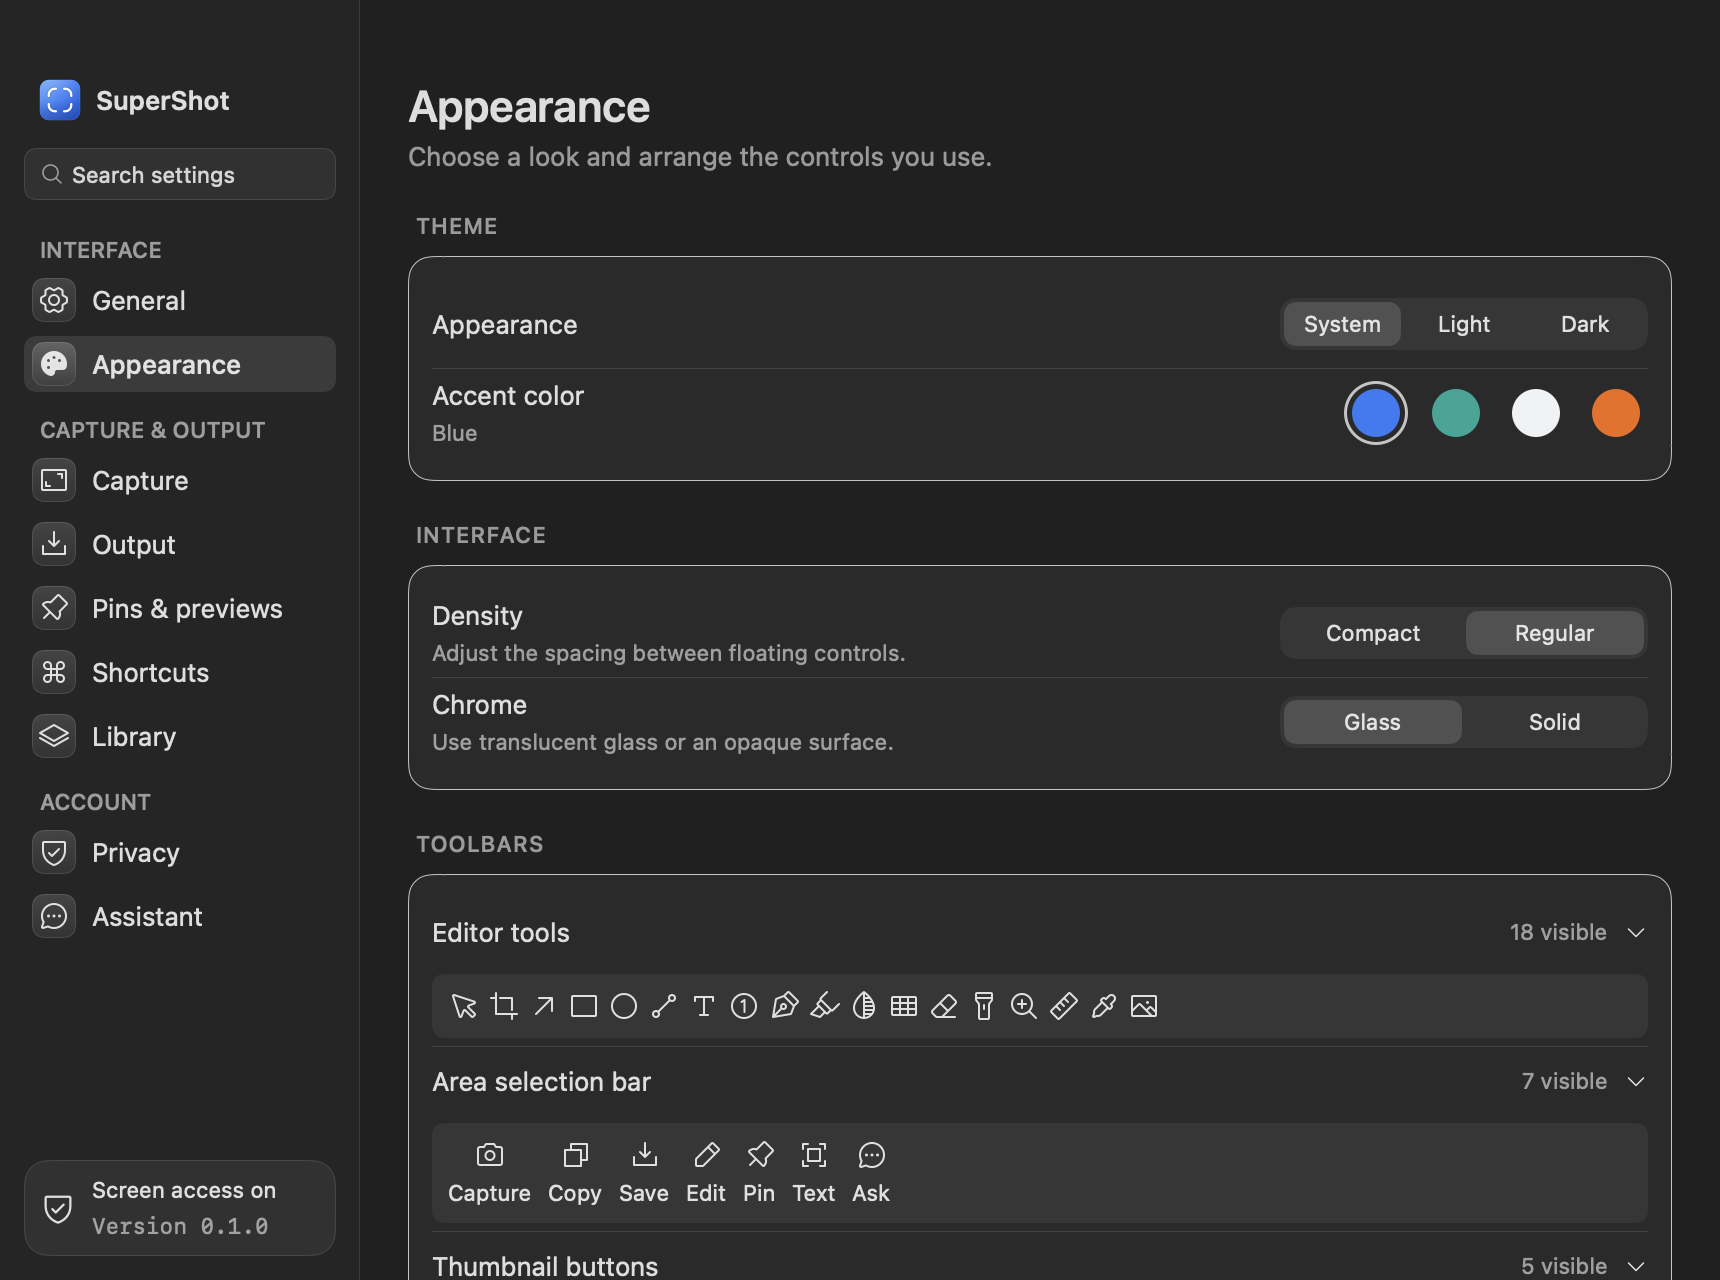 SuperShot
Search settings
INTERFACE
General
Appearance
CAPTURE & OUTPUT
Capture
Output
Pins & previews
Shortcuts
Library
ACCOUNT
Privacy
Assistant
Screen access on
Version 0.1.0
Appearance
Choose a look and arrange the controls you use.
THEME
Appearance
System Light Dark
Accent color
Blue
INTERFACE
Density
Adjust the spacing between floating controls.
Compact Regular
Chrome
Use translucent glass or an opaque surface.
Glass Solid
TOOLBARS
Editor tools
18 visible
Area selection bar
7 visible
Capture Copy Save Edit Pin Text Ask
Thumbnail buttons
5 visible